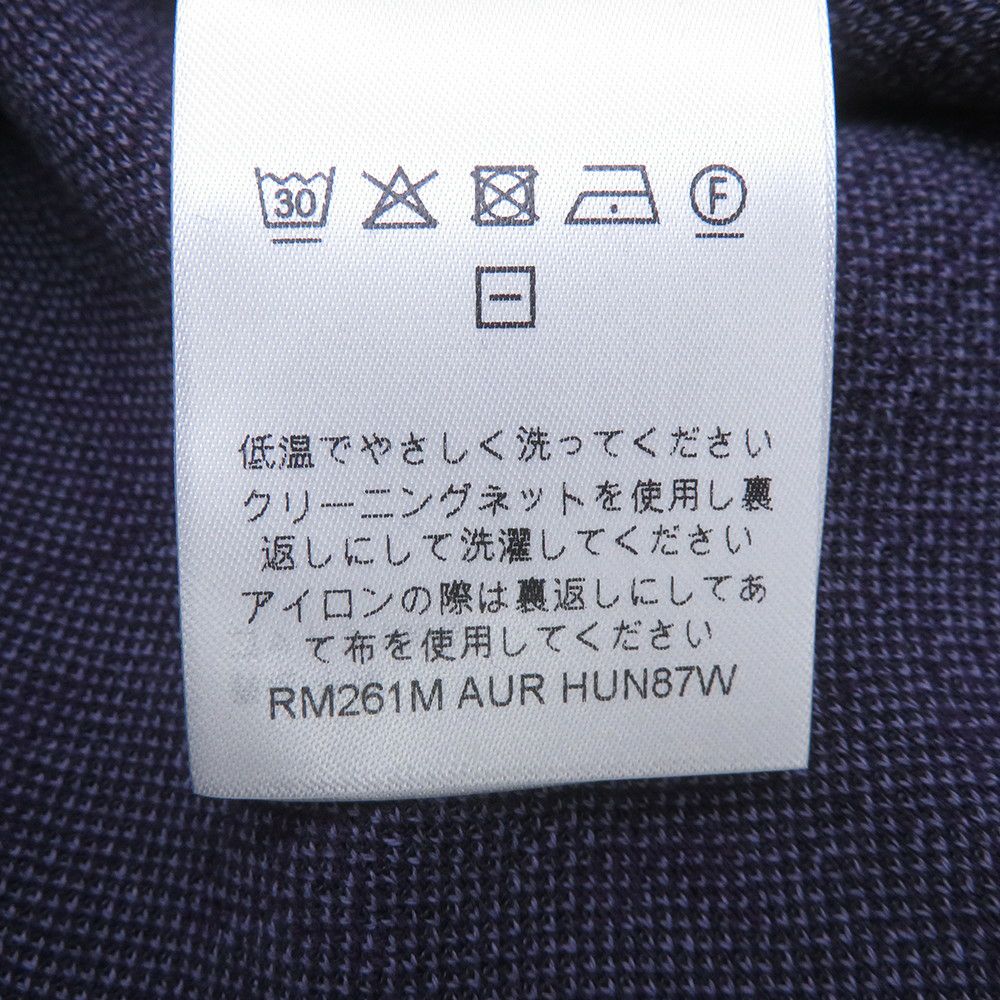 30
F
低温でやさしく洗ってください
クリーニングネットを使用し裏
返しにして洗濯してください
アイロンの際は裏返しにしてあ
て布を使用してください
RM261M AUR HUN87W